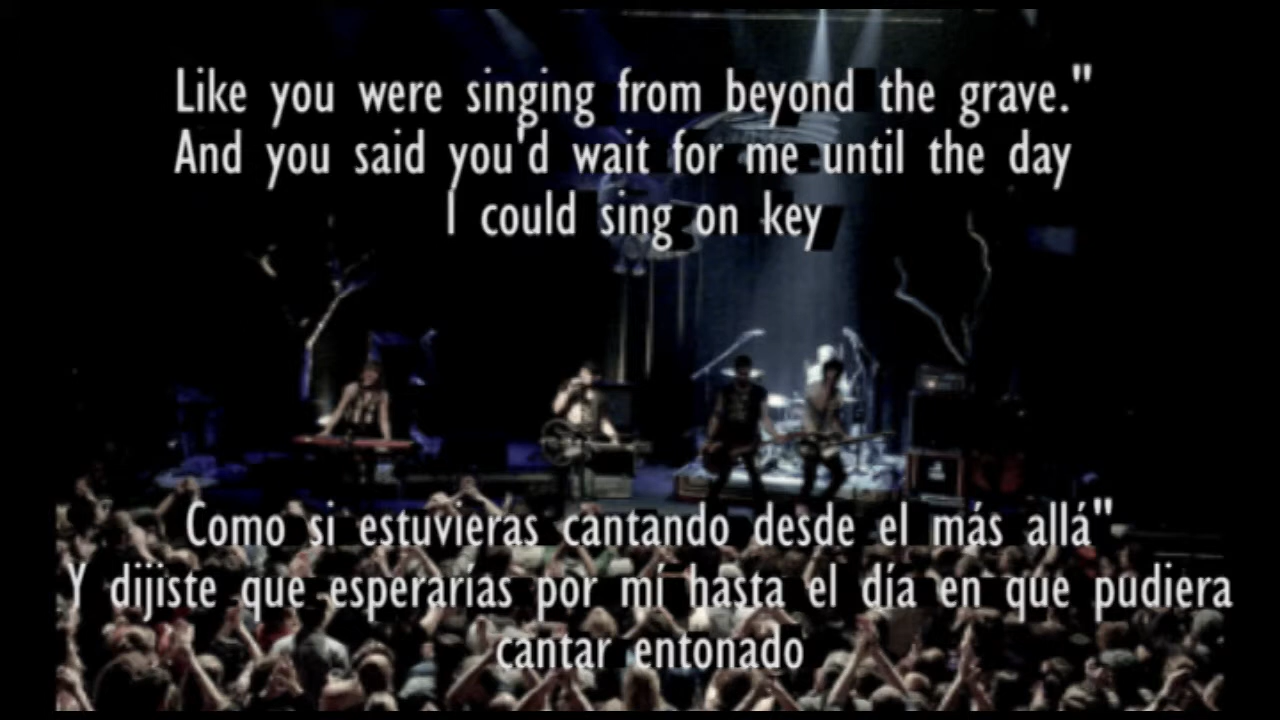 Like you were singing from beyond the grave."
And you said you'd wait for me until the day
I could sing on key
Como si estuvieras cantando desde el más allá"
Y dijiste que esperarías por mí hasta el día en que pudiera
cantar entonado